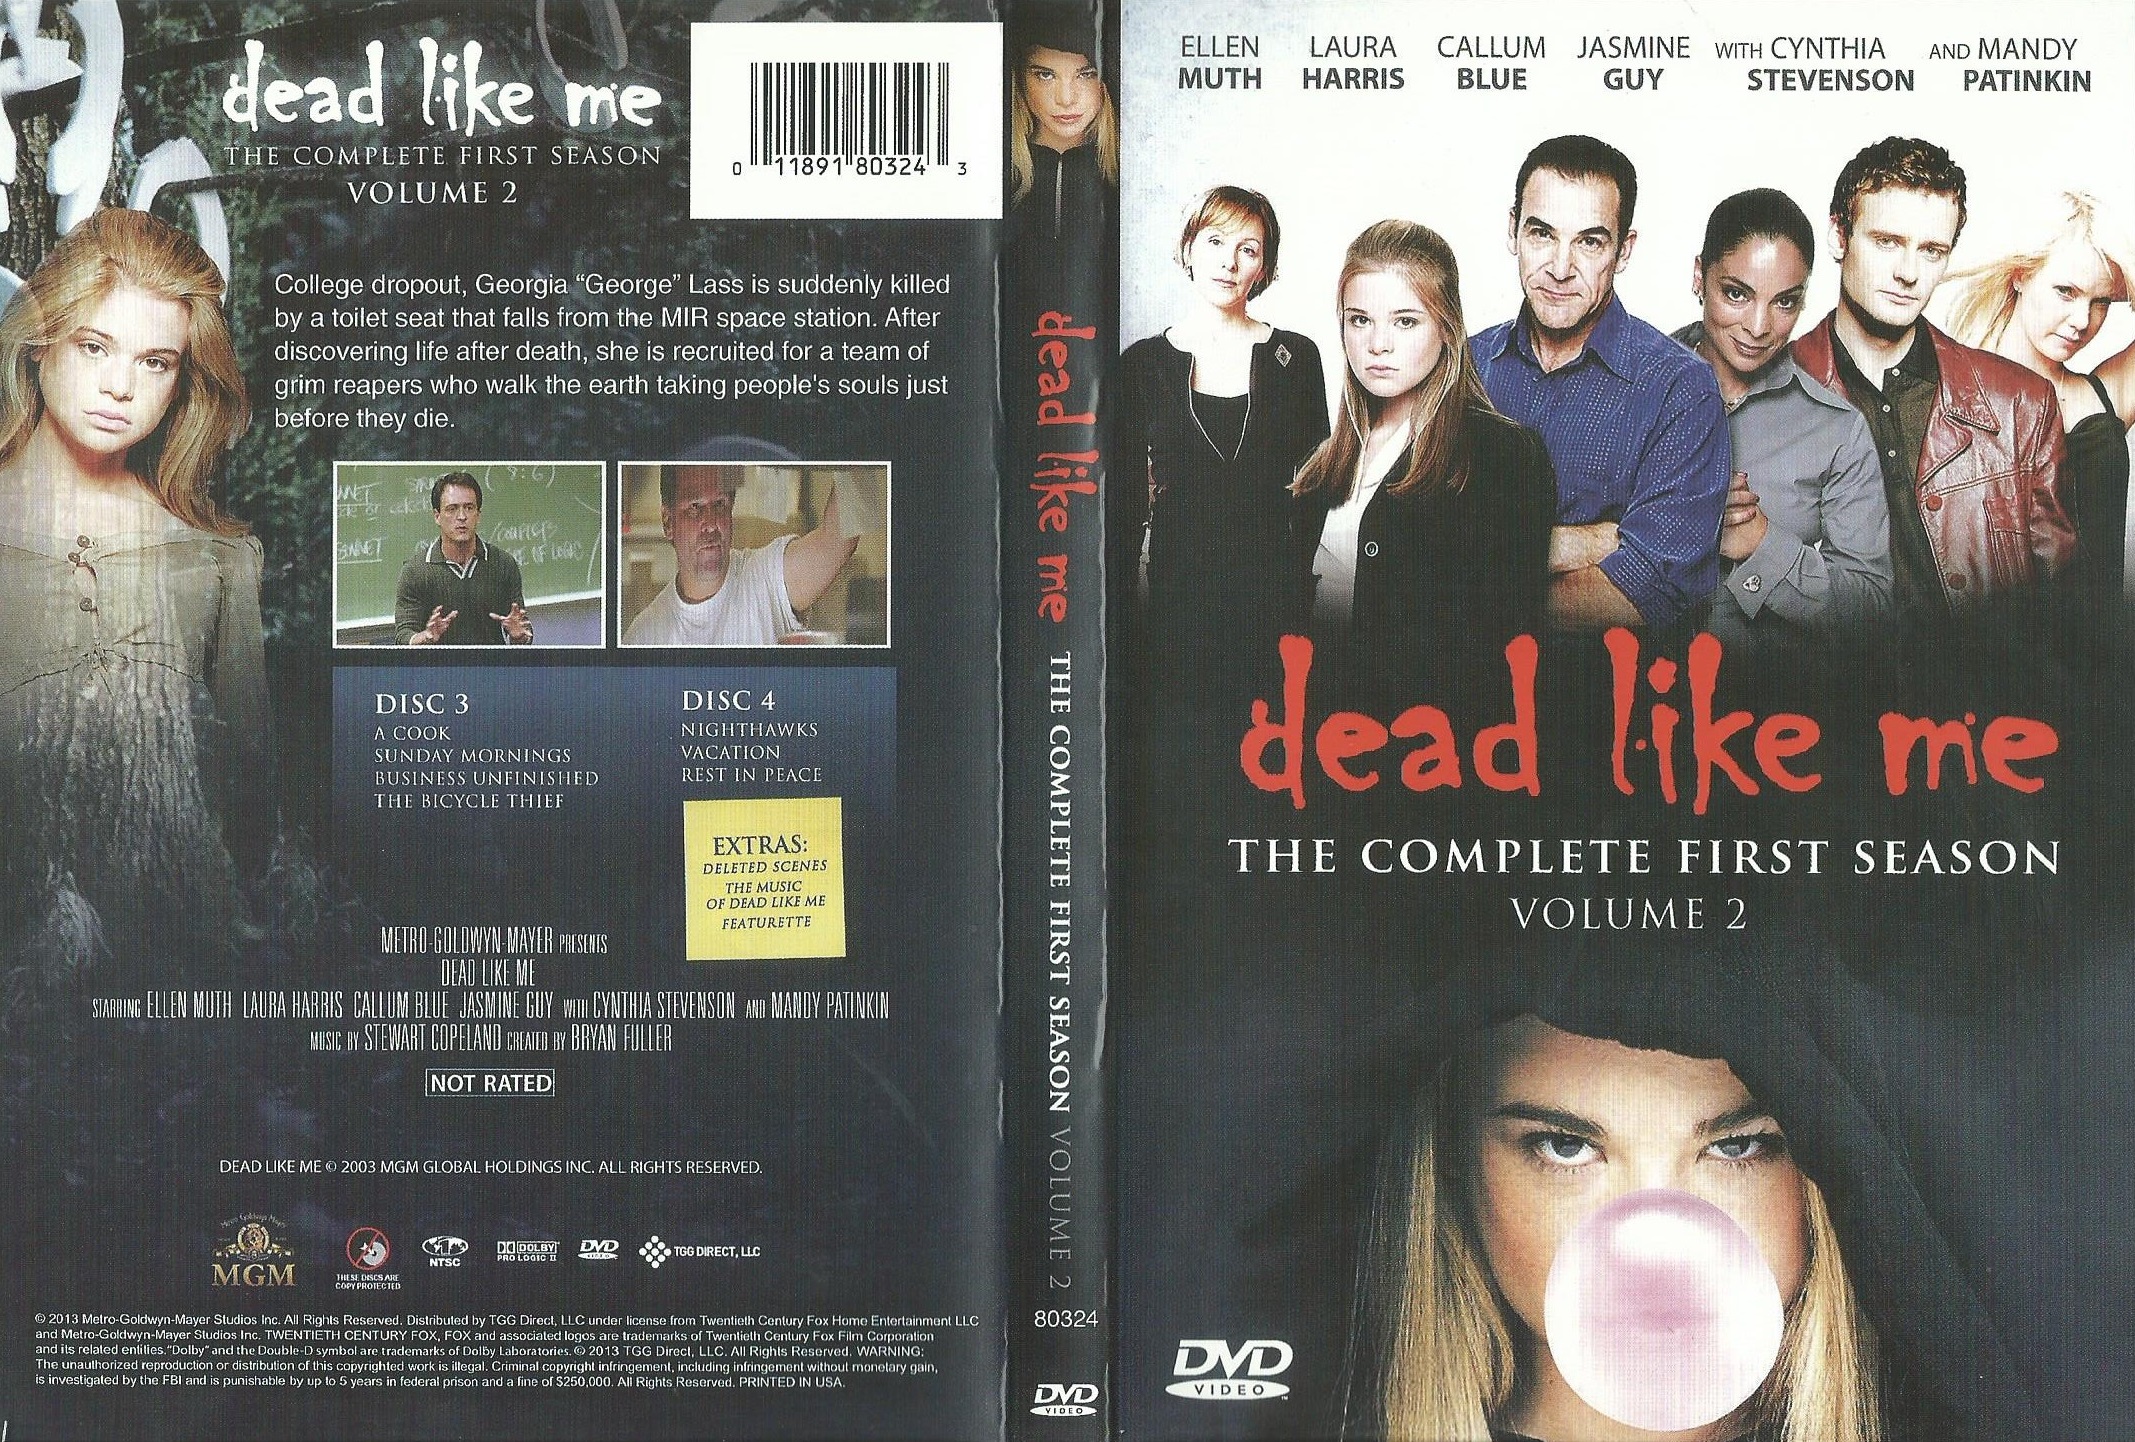 dead like me
THE COMPLETE FIRST SEASON
VOLUME 2
0 11891 80324 3
College dropout, Georgia “George” Lass is suddenly killed
by a toilet seat that falls from the MIR space station. After
discovering life after death, she is recruited for a team of
grim reapers who walk the earth taking people's souls just
before they die.
DISC 3
A COOK
SUNDAY MORNINGS
BUSINESS UNFINISHED
THE BICYCLE THIEF
DISC 4
NIGHTHAWKS
VACATION
REST IN PEACE
EXTRAS:
DELETED SCENES
THE MUSIC
OF DEAD LIKE ME
FEATURETTE
METRO-GOLDWYN-MAYER PRESENTS
DEAD LIKE ME
STARRING ELLEN MUTH LAURA HARRIS CALLUM BLUE JASMINE GUY WITH CYNTHIA STEVENSON AND MANDY PATINKIN
MUSIC BY STEWART COPELAND CREATED BY BRYAN FULLER
NOT RATED
DEAD LIKE ME © 2003 MGM GLOBAL HOLDINGS INC. ALL RIGHTS RESERVED.
Metro Goldwyn Mayer
MGM
THESE DISCS ARE
COPY PROTECTED
NTSC
DOLBY
PRO LOGIC II
DVD
VIDEO
TGG DIRECT, LLC
© 2013 Metro-Goldwyn-Mayer Studios Inc. All Rights Reserved. Distributed by TGG Direct, LLC under license from Twentieth Century Fox Home Entertainment LLC
and Metro-Goldwyn-Mayer Studios Inc. TWENTIETH CENTURY FOX, FOX and associated logos are trademarks of Twentieth Century Fox Film Corporation
and its related entities."Dolby" and the Double-D symbol are trademarks of Dolby Laboratories. © 2013 TGG Direct, LLC. All Rights Reserved. WARNING:
The unauthorized reproduction or distribution of this copyrighted work is illegal. Criminal copyright infringement, including infringement without monetary gain,
is investigated by the FBI and is punishable by up to 5 years in federal prison and a fine of $250,000. All Rights Reserved. PRINTED IN USA.
dead like me THE COMPLETE FIRST SEASON VOLUME 2
80324
DVD
VIDEO
ELLEN MUTH
LAURA HARRIS
CALLUM BLUE
JASMINE GUY
WITH CYNTHIA STEVENSON
AND MANDY PATINKIN
dead like me
THE COMPLETE FIRST SEASON
VOLUME 2
DVD
VIDEO